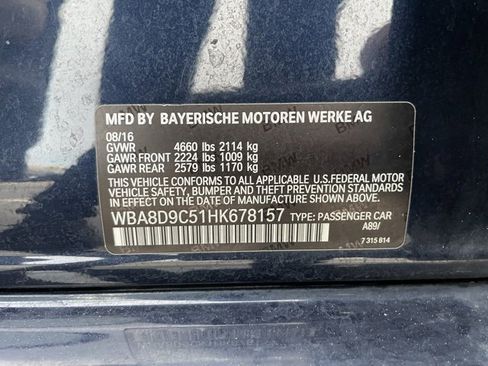 MFD BY BAYERISCHE MOTOREN WERKE AG
08/16
GVWR 4660 lbs 2114 kg
GAWR FRONT 2224 lbs 1009 kg
GAWR REAR 2579 lbs 1170 kg
THIS VEHICLE CONFORMS TO ALL APPLICABLE U.S.FEDERAL MOTOR
VEHICLE SAFETY, BUMPER AND THEFT PREVENTION STANDARDS IN
EFFECT ON THE DATE OF MANUFACTURE SHOWN ABOVE.
WBA8D9C51HK678157 TYPE: PASSENGER CAR
A89/
7 315 814